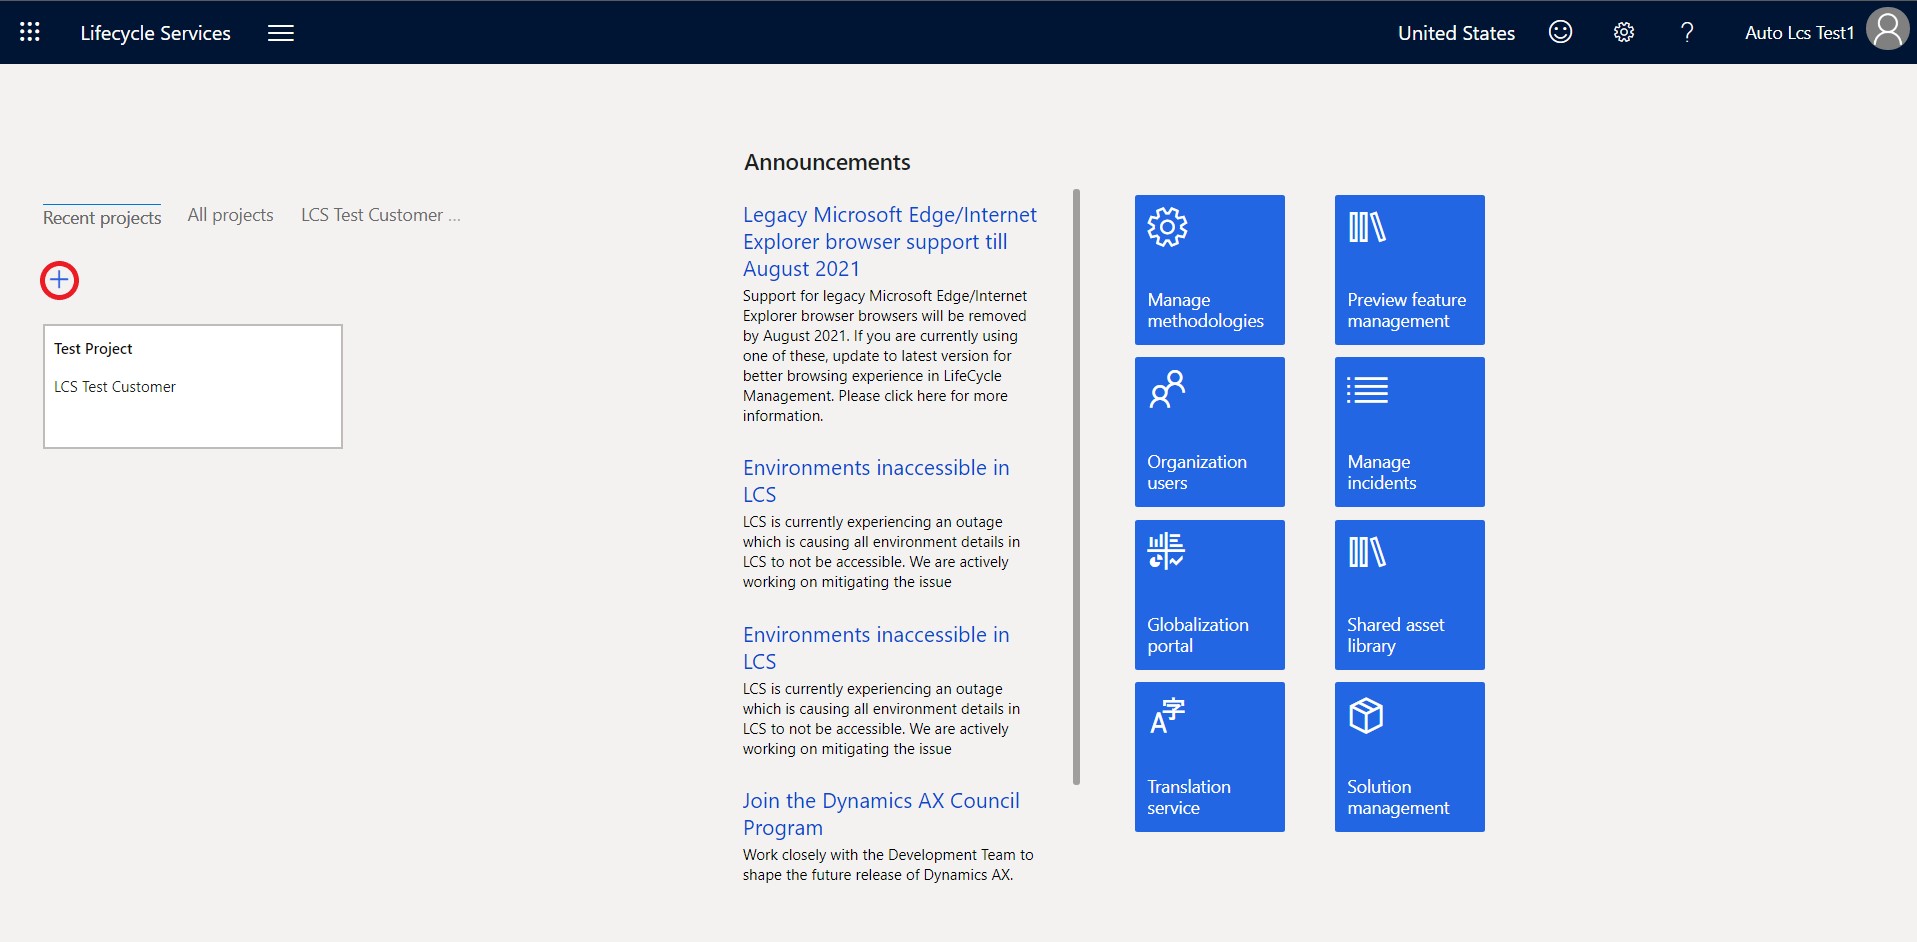 Lifecycle Services
United States
?
Auto Lcs Test1
Recent projects
All projects
LCS Test Customer ...
Test Project
LCS Test Customer
Announcements
Legacy Microsoft Edge/Internet
Explorer browser support till
August 2021
Support for legacy Microsoft Edge/Internet
Explorer browser browsers will be removed
by August 2021. If you are currently using
one of these, update to latest version for
better browsing experience in LifeCycle
Management. Please click here for more
information.
Environments inaccessible in
LCS
LCS is currently experiencing an outage
which is causing all environment details in
LCS to not be accessible. We are actively
working on mitigating the issue
Environments inaccessible in
LCS
LCS is currently experiencing an outage
which is causing all environment details in
LCS to not be accessible. We are actively
working on mitigating the issue
Join the Dynamics AX Council
Program
Work closely with the Development Team to
shape the future release of Dynamics AX.
Manage
methodologies
Preview feature
management
Organization
users
Manage
incidents
Globalization
portal
Shared asset
library
A字
Translation
service
Solution
management